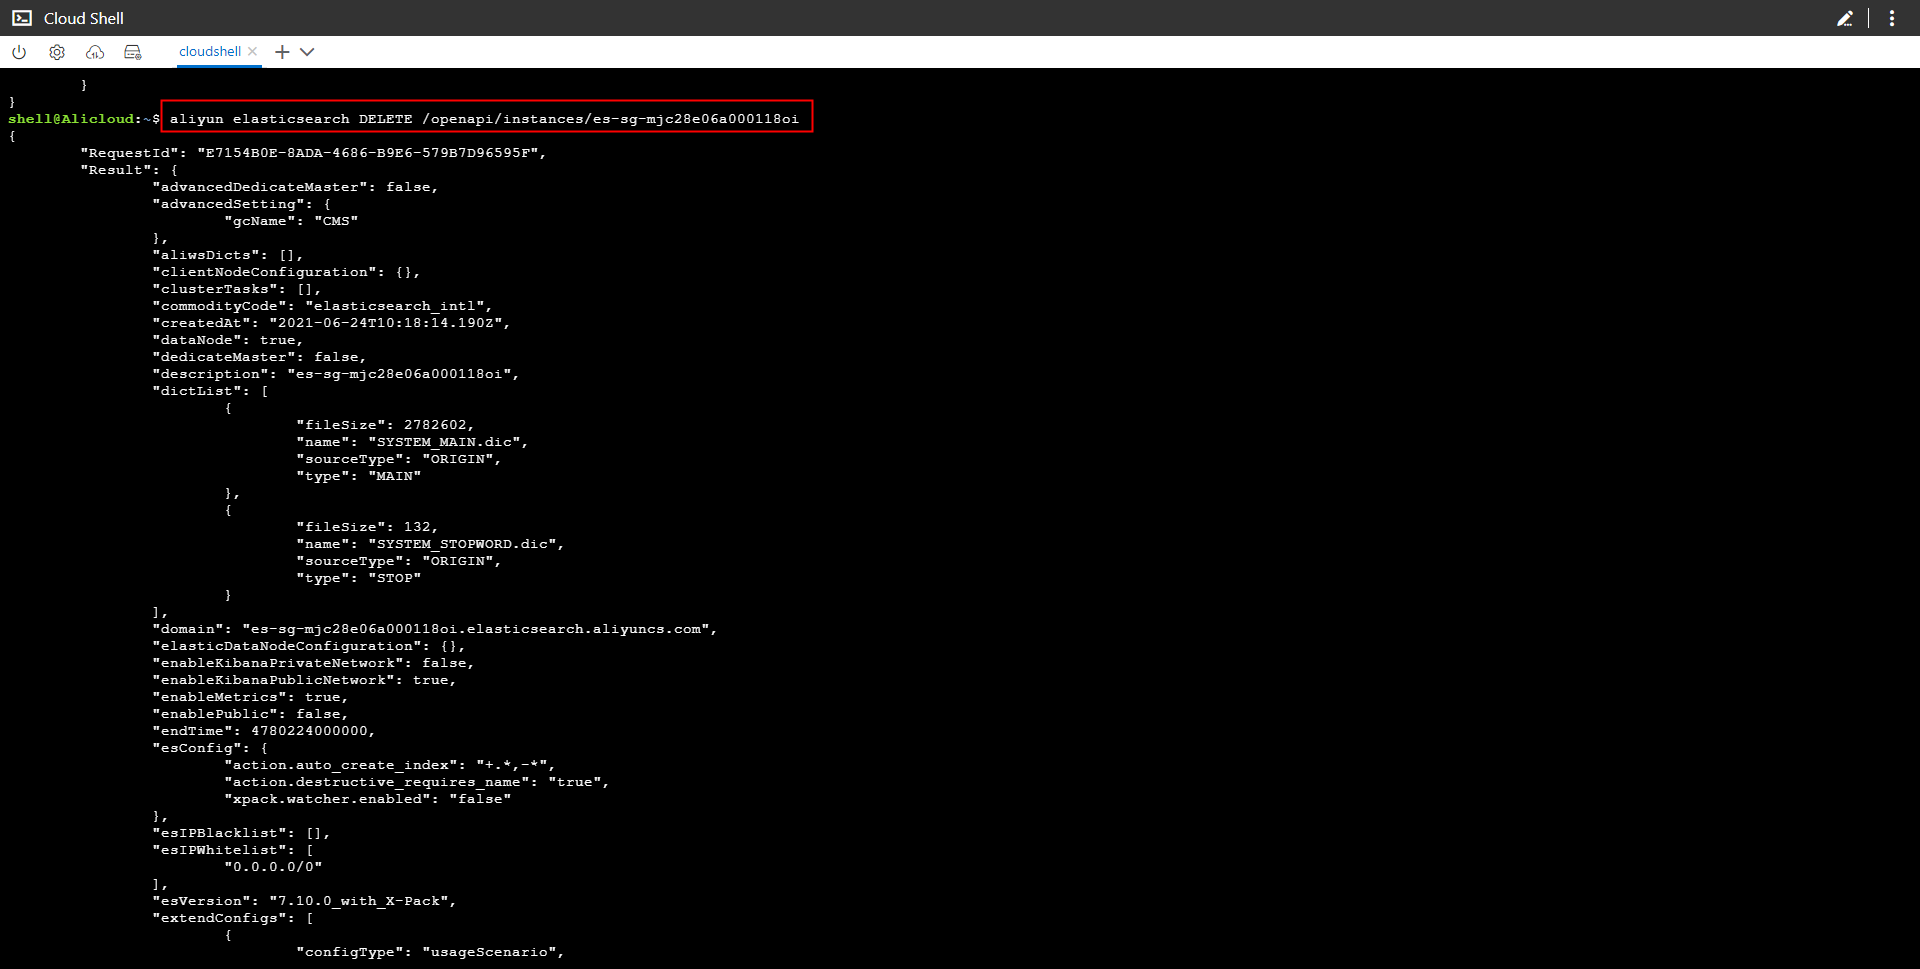 Cloud Shell
cloudshell
}
}
shell@Alicloud:~$ aliyun elasticsearch DELETE /openapi/instances/es-sg-mjc28e06a000118oi
{
"RequestId": "E7154B0E-8ADA-4686-B9E6-579B7D96595F",
"Result": {
"advancedDedicateMaster": false,
"advancedSetting": {
"gcName": "CMS"
},
"aliwsDicts": [],
"clientNodeConfiguration": {},
"clusterTasks": [],
"commodityCode": "elasticsearch_intl",
"createdAt": "2021-06-24T10:18:14.190Z",
"dataNode": true,
"dedicateMaster": false,
"description": "es-sg-mjc28e06a000118oi",
"dictList": [
{
"fileSize": 2782602,
"name": "SYSTEM_MAIN.dic",
"sourceType": "ORIGIN",
"type": "MAIN"
},
{
"fileSize": 132,
"name": "SYSTEM_STOPWORD.dic",
"sourceType": "ORIGIN",
"type": "STOP"
}
],
"domain": "es-sg-mjc28e06a000118oi.elasticsearch.aliyuncs.com",
"elasticDataNodeConfiguration": {},
"enableKibanaPrivateNetwork": false,
"enableKibanaPublicNetwork": true,
"enableMetrics": true,
"enablePublic": false,
"endTime": 4780224000000,
"esConfig": {
"action.auto_create_index": "+.*,-*",
"action.destructive_requires_name": "true",
"xpack.watcher.enabled": "false"
},
"esIPBlacklist": [],
"esIPWhitelist": [
"0.0.0.0/0"
],
"esVersion": "7.10.0_with_X-Pack",
"extendConfigs": [
{
"configType": "usageScenario",